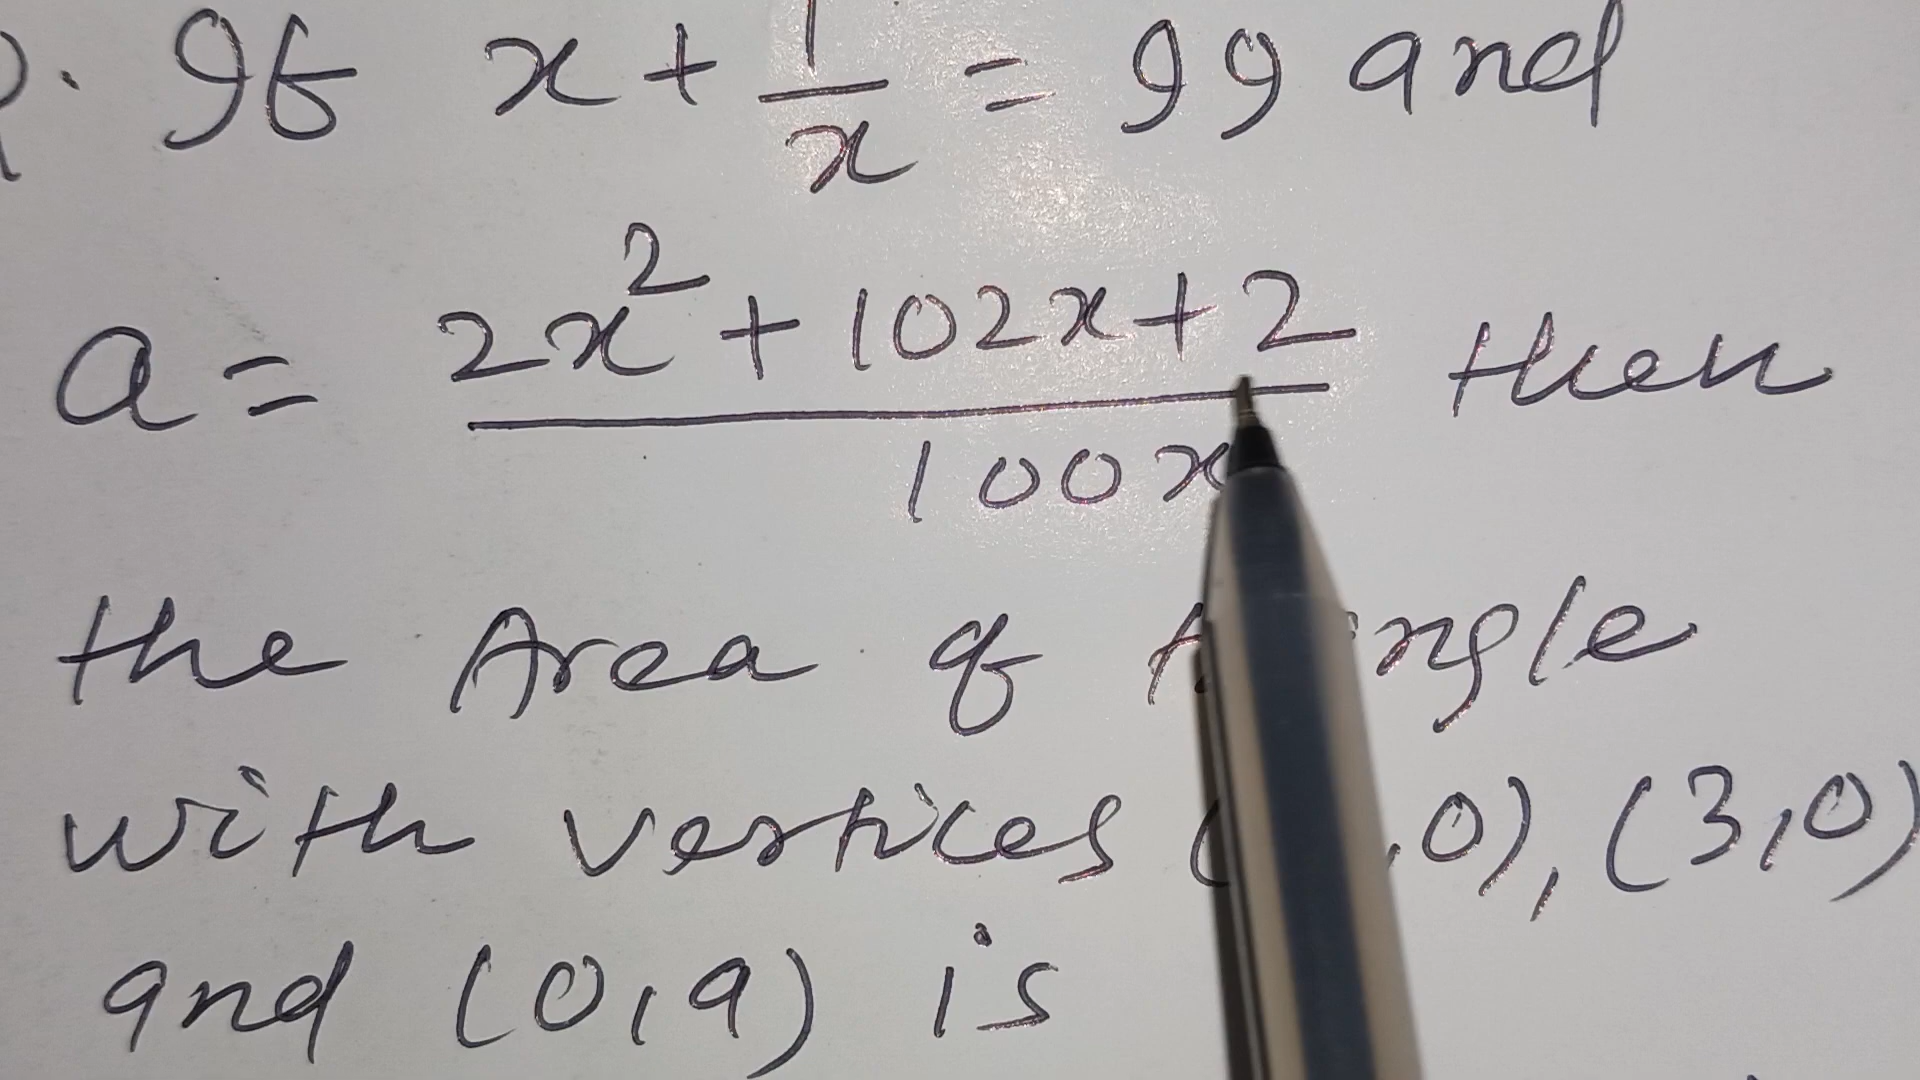 If x + 1/x = 99 and
a = (2x² + 102x + 2)/100x then
the Area of
with vertices ,0), (3,0)
and (0,a) is